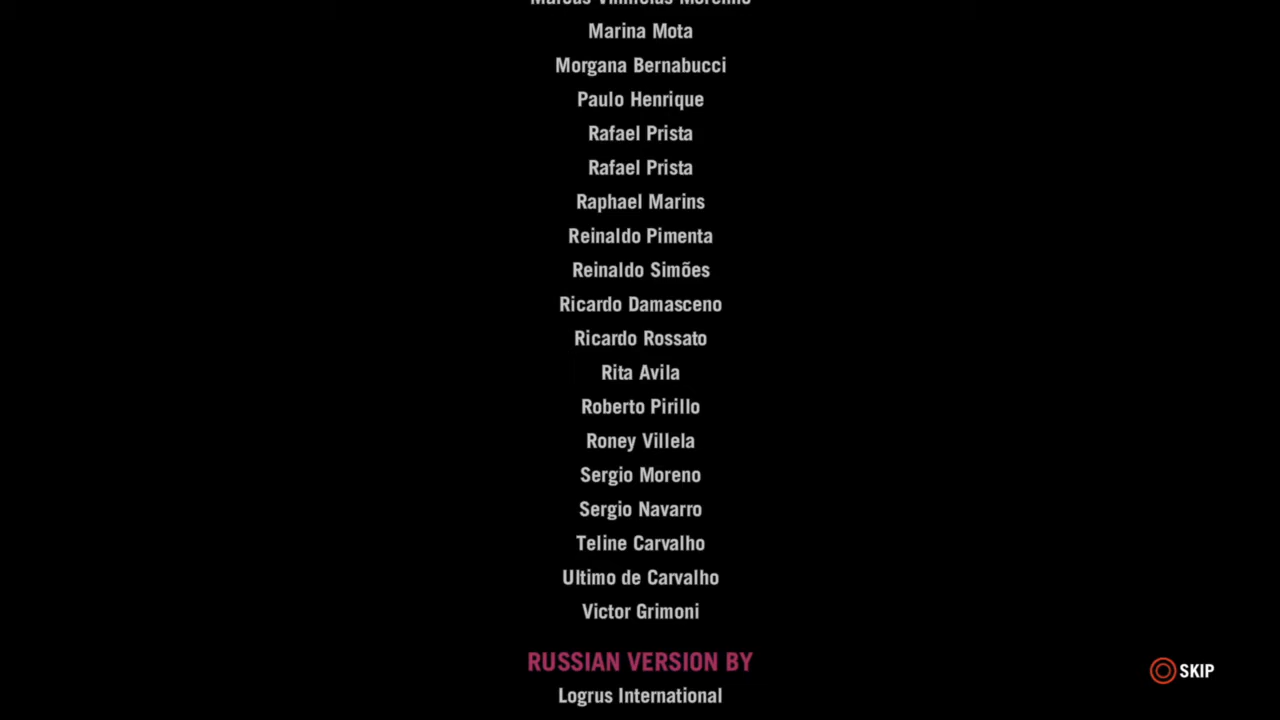 Marina Mota
Morgana Bernabucci
Paulo Henrique
Rafael Prista
Rafael Prista
Raphael Marins
Reinaldo Pimenta
Reinaldo Simões
Ricardo Damasceno
Ricardo Rossato
Rita Avila
Roberto Pirillo
Roney Villela
Sergio Moreno
Sergio Navarro
Teline Carvalho
Ultimo de Carvalho
Victor Grimoni
RUSSIAN VERSION BY
SKIP
Logrus International